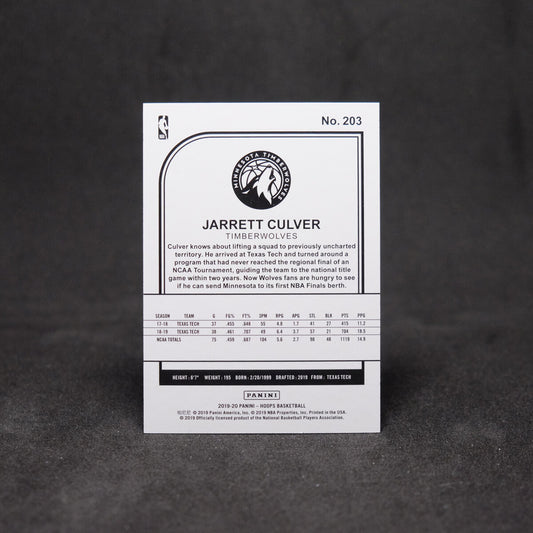 No. 203
MINNESOTA TIMBERWOLVES
JARRETT CULVER
TIMBERWOLVES
Culver knows about lifting a squad to previously uncharted
territory. He arrived at Texas Tech and turned around a
program that had never reached the regional final of an
NCAA Tournament, guiding the team to the national title
game within two years. Now Wolves fans are hungry to see
if he can send Minnesota to its first NBA Finals berth.
SEASON TEAM G FG% FT% 3PM RPG APG STL BLK PTS PPG
17-18 TEXAS TECH 37 .455 .648 55 4.8 1.7 41 27 415 11.2
18-19 TEXAS TECH 38 .461 .707 49 6.4 3.7 57 21 704 18.5
NCAA TOTALS 75 .459 .687 104 5.6 2.7 98 48 1119 14.9
HEIGHT: 6'7" WEIGHT: 195 BORN: 2/20/1999 DRAFTED: 2019 FROM: TEXAS TECH
PANINI
2019-20 PANINI - HOOPS BASKETBALL
© 2019 Panini America, Inc. © 2019 NBA Properties, Inc. Printed in the USA.
© 2019 Officially licensed product of the National Basketball Players Association.